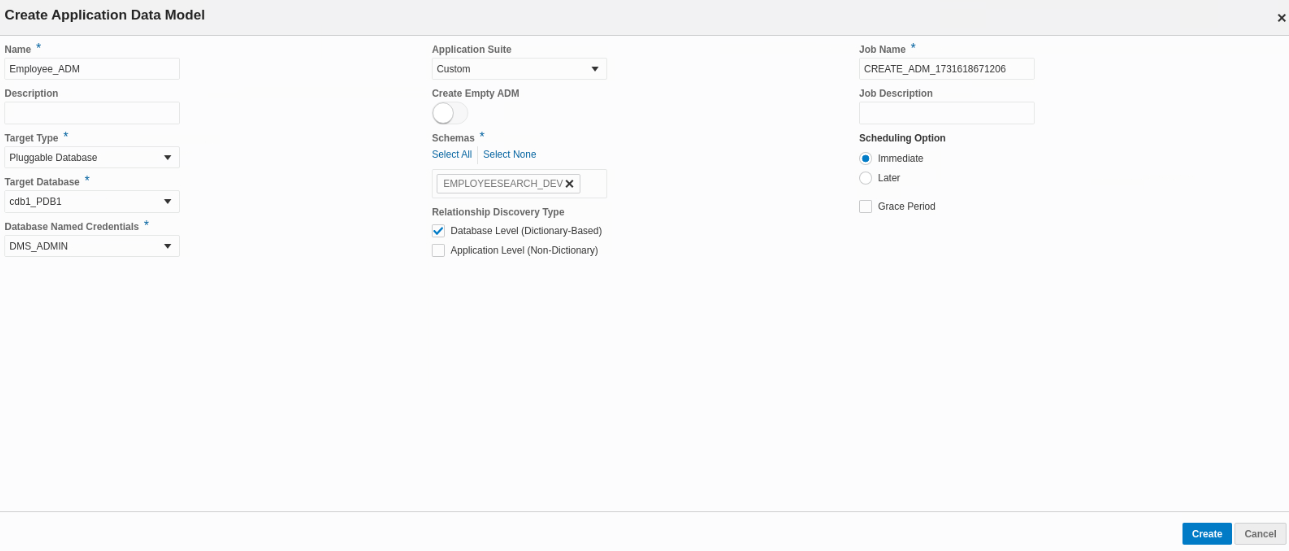 Create Application Data Model
Name *
Employee_ADM
Description
Target Type *
Pluggable Database
Target Database *
cdb1_PDB1
Database Named Credentials *
DMS_ADMIN
Application Suite
Custom
Create Empty ADM
Schemas *
Select All Select None
EMPLOYEESEARCH_DEV
Relationship Discovery Type
Database Level (Dictionary-Based)
Application Level (Non-Dictionary)
Job Name *
CREATE_ADM_1731618671206
Job Description
Scheduling Option
Immediate
Later
Grace Period
Create Cancel